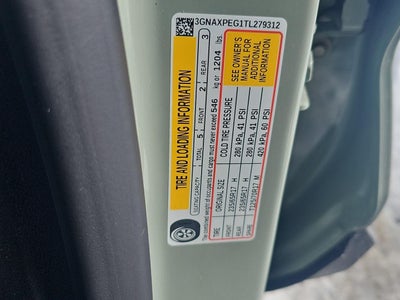 3GNAXPEG1TL279312
TIRE AND LOADING INFORMATION
SEATING CAPACITY TOTAL 5 FRONT 2 REAR 3
The combined weight of occupants and cargo must never exceed 546 kg or 1204 lbs.
TIRE ORIGINAL SIZE COLD TIRE PRESSURE
FRONT 235/65R17 H 280 kPa, 41 PSI
REAR 235/65R17 H 280 kPa, 41 PSI
SPARE M 420 kPa, 60 PSI
SEE OWNER'S
MANUAL FOR
ADDITIONAL
INFORMATION